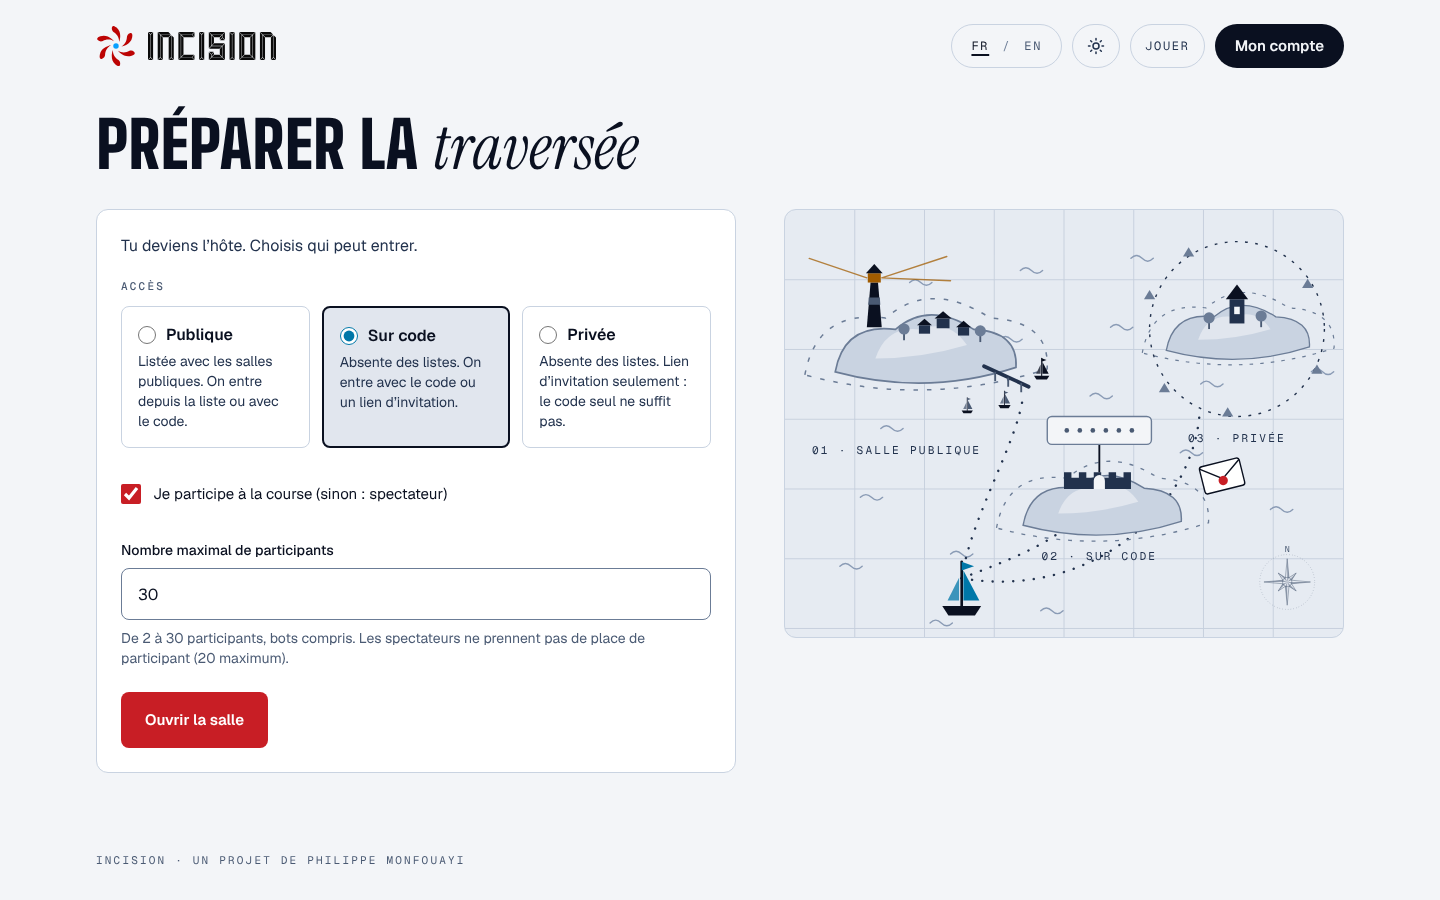 INCISION
FR / EN
JOUER
Mon compte
PRÉPARER LA traversée
Tu deviens l’hôte. Choisis qui peut entrer.
ACCÈS
Publique
Listée avec les salles
publiques. On entre
depuis la liste ou avec
le code.
Sur code
Absente des listes. On
entre avec le code ou
un lien d’invitation.
Privée
Absente des listes. Lien
d’invitation seulement :
le code seul ne suffit
pas.
Je participe à la course (sinon : spectateur)
Nombre maximal de participants
30
De 2 à 30 participants, bots compris. Les spectateurs ne prennent pas de place de
participant (20 maximum).
Ouvrir la salle
01 · SALLE PUBLIQUE
03 · PRIVÉE
02 · SUR CODE
N
INCISION · UN PROJET DE PHILIPPE MONFOUAYI